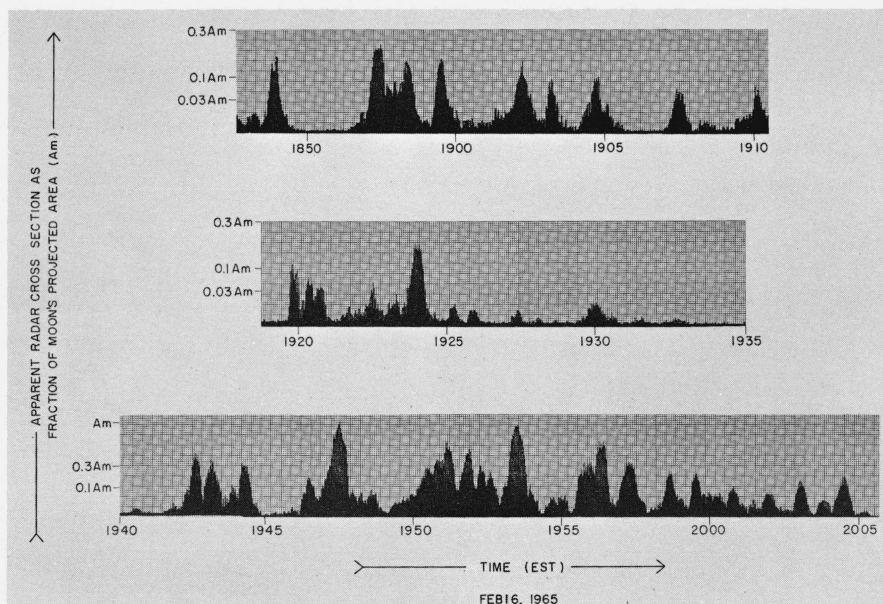 APPARENT RADAR CROSS SECTION AS
FRACTION OF MOON'S PROJECTED AREA (Am)
0.3Am
0.1Am
0.03Am
1850 1900 1905 1910
0.3Am
0.1Am
0.03Am
1920 1925 1930 1935
Am
0.3Am
0.1Am
1940 1945 1950 1955 2000 2005
TIME (EST)
FEB16, 1965